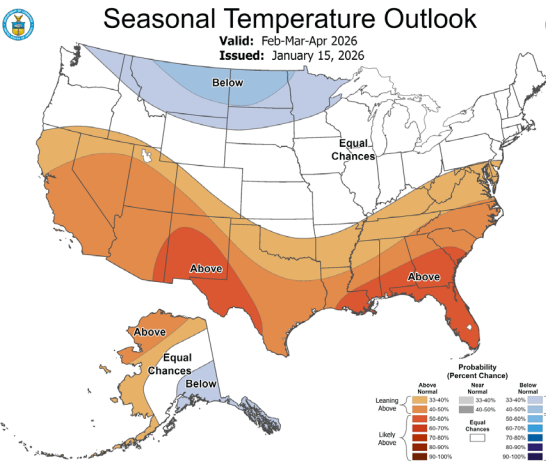 Seasonal Temperature Outlook
Valid: Feb-Mar-Apr 2026
Issued: January 15, 2026
Below
Equal
Chances
Above
Above
Above
Equal
Chances
Below
Probability
(Percent Chance)
Above
Normal
Near
Normal
Below
Normal
Leaning
Above
33-40%
33-40%
33-40%
40-50%
40-50%
40-50%
50-60%
50-60%
60-70%
Equal
Chances
60-70%
Likely
Above
70-80%
70-80%
80-90%
80-90%
90-100%
90-100%